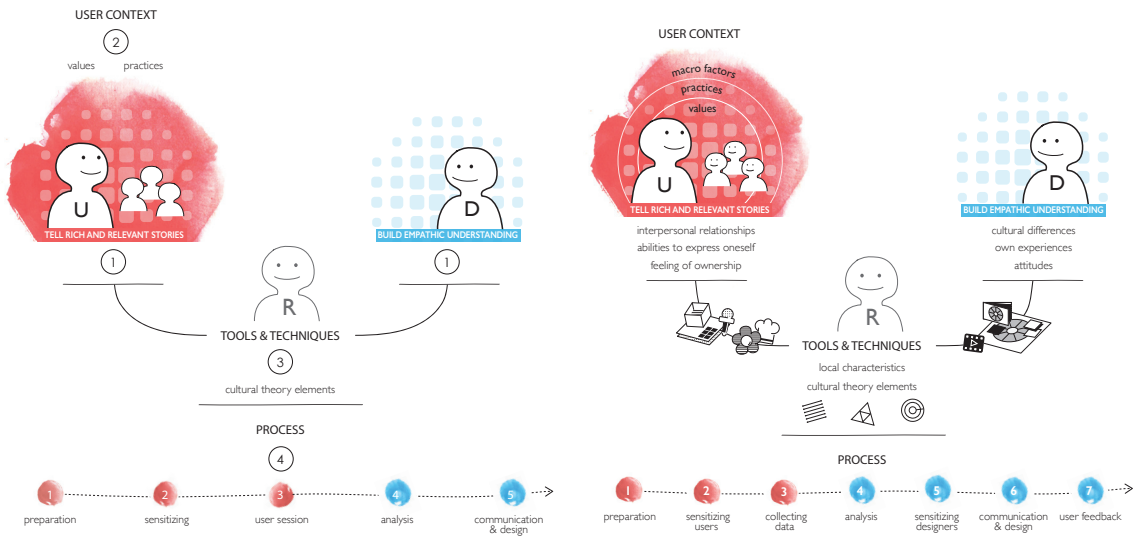 USER CONTEXT
2
values practices
U
TELL RICH AND RELEVANT STORIES
D
BUILD EMPATHIC UNDERSTANDING
1
1
R
TOOLS & TECHNIQUES
3
cultural theory elements
PROCESS
4
1 2 3 4 5
preparation sensitizing user session analysis communication
& design
USER CONTEXT
macro factors
practices
values
U
TELL RICH AND RELEVANT STORIES
interpersonal relationships
abilities to express oneself
feeling of ownership
D
BUILD EMPATHIC UNDERSTANDING
cultural differences
own experiences
attitudes
R
TOOLS & TECHNIQUES
local characteristics
cultural theory elements
PROCESS
1 2 3 4 5 6 7
preparation sensitizing collecting analysis sensitizing communication user feedback
users data designers & design